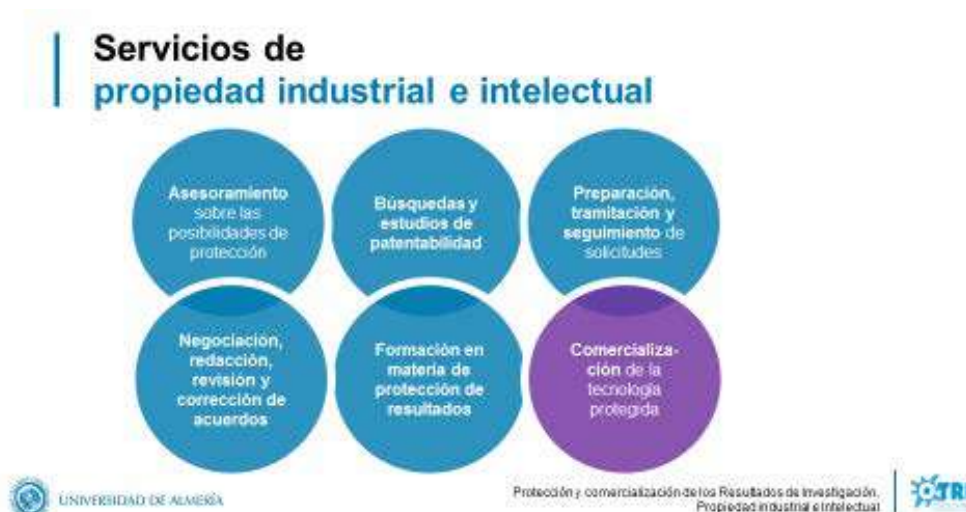 Servicios de
propiedad industrial e intelectual
Asesoramiento
sobre las
posibilidades de
protección
Búsquedas y
estudios de
patentabilidad
Preparación,
tramitación y
seguimiento de
solicitudes
Negociación,
redacción,
revisión y
corrección de
acuerdos
Formación en
materia de
protección de
resultados
Comercializa-
ción de la
tecnología
protegida
UNIVERSIDAD DE ALMERÍA
Protección y comercialización de los Resultados de Investigación.
Propiedad industrial e Intelectual